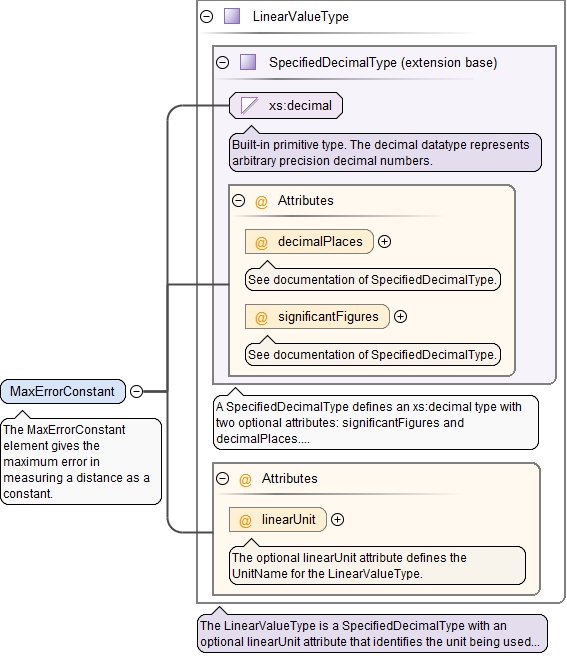 LinearValueType
SpecifiedDecimalType (extension base)
xs:decimal
Built-in primitive type. The decimal datatype represents
arbitrary precision decimal numbers.
@ Attributes
@ decimalPlaces
See documentation of SpecifiedDecimalType.
@ significantFigures
See documentation of SpecifiedDecimalType.
MaxErrorConstant
The MaxErrorConstant
element gives the
maximum error in
measuring a distance as a
constant.
A SpecifiedDecimalType defines an xs:decimal type with
two optional attributes: significantFigures and
decimalPlaces....
@ Attributes
@ linearUnit
The optional linearUnit attribute defines the
UnitName for the LinearValueType.
The LinearValueType is a SpecifiedDecimalType with an
optional linearUnit attribute that identifies the unit being used...